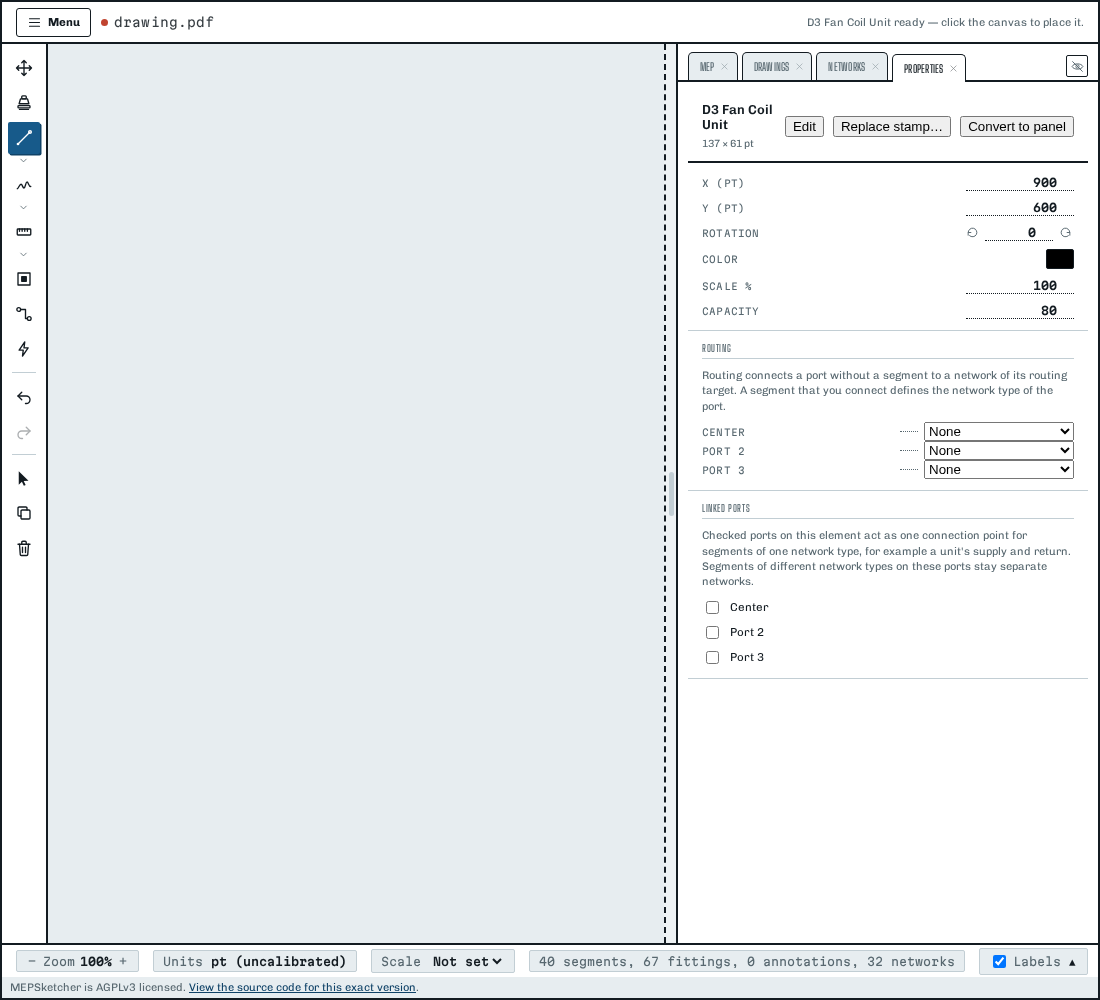 Menu
drawing.pdf
D3 Fan Coil Unit ready — click the canvas to place it.
MEP
DRAWINGS
NETWORKS
PROPERTIES
D3 Fan Coil
Unit
137 × 61 pt
Edit
Replace stamp…
Convert to panel
X (PT)
900
Y (PT)
600
ROTATION
0
COLOR
SCALE %
100
CAPACITY
80
ROUTING
Routing connects a port without a segment to a network of its routing
target. A segment that you connect defines the network type of the
port.
CENTER
None
PORT 2
None
PORT 3
None
LINKED PORTS
Checked ports on this element act as one connection point for
segments of one network type, for example a unit's supply and return.
Segments of different network types on these ports stay separate
networks.
Center
Port 2
Port 3
− Zoom 100% +
Units pt (uncalibrated)
Scale Not set
40 segments, 67 fittings, 0 annotations, 32 networks
Labels ▲
MEPSketcher is AGPLv3 licensed. View the source code for this exact version.